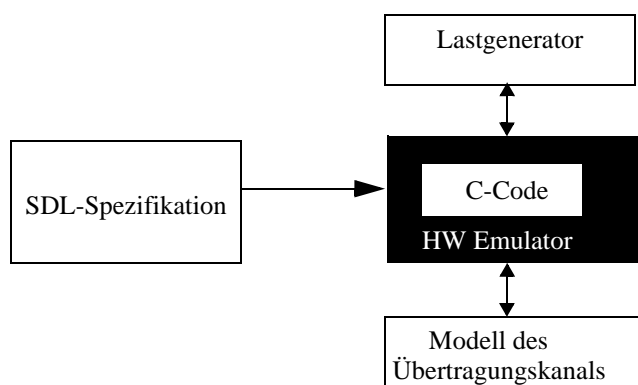 Lastgenerator
SDL-Spezifikation
C-Code
HW Emulator
Modell des
Übertragungskanals